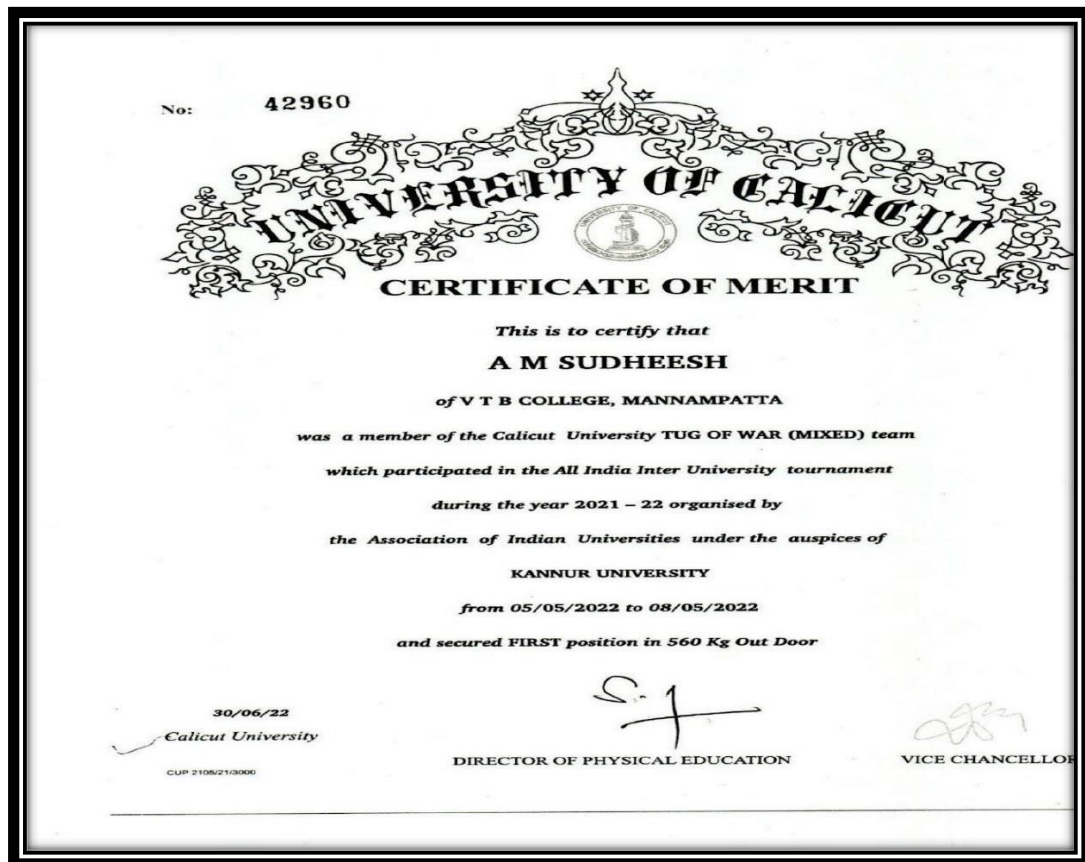 No: 42960
UNIVERSITY OF CALICUT
CERTIFICATE OF MERIT
This is to certify that
A M SUDHEESH
of V T B COLLEGE, MANNAMPATTA
was a member of the Calicut University TUG OF WAR (MIXED) team
which participated in the All India Inter University tournament
during the year 2021 – 22 organised by
the Association of Indian Universities under the auspices of
KANNUR UNIVERSITY
from 05/05/2022 to 08/05/2022
and secured FIRST position in 560 Kg Out Door
30/06/22
Calicut University
DIRECTOR OF PHYSICAL EDUCATION
VICE CHANCELLOR
CUP 2105/21/3000